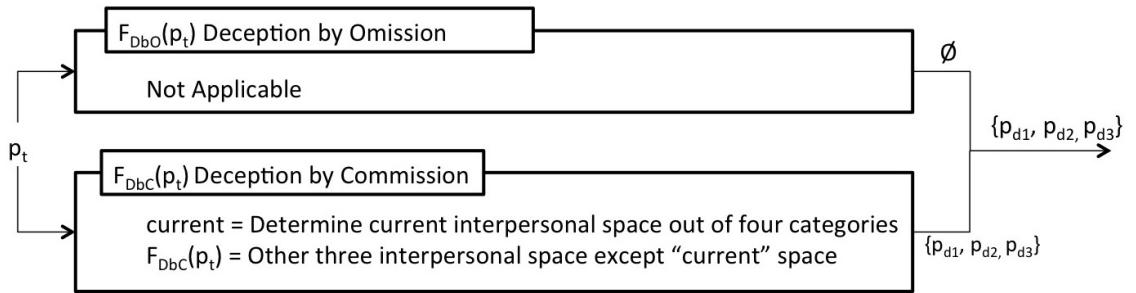 F_DbO(p_t) Deception by Omission
Not Applicable
Ø
{p_d1, p_d2, p_d3}
p_t
F_DbC(p_t) Deception by Commission
current = Determine current interpersonal space out of four categories
F_DbC(p_t) = Other three interpersonal space except “current” space
{p_d1, p_d2, p_d3}